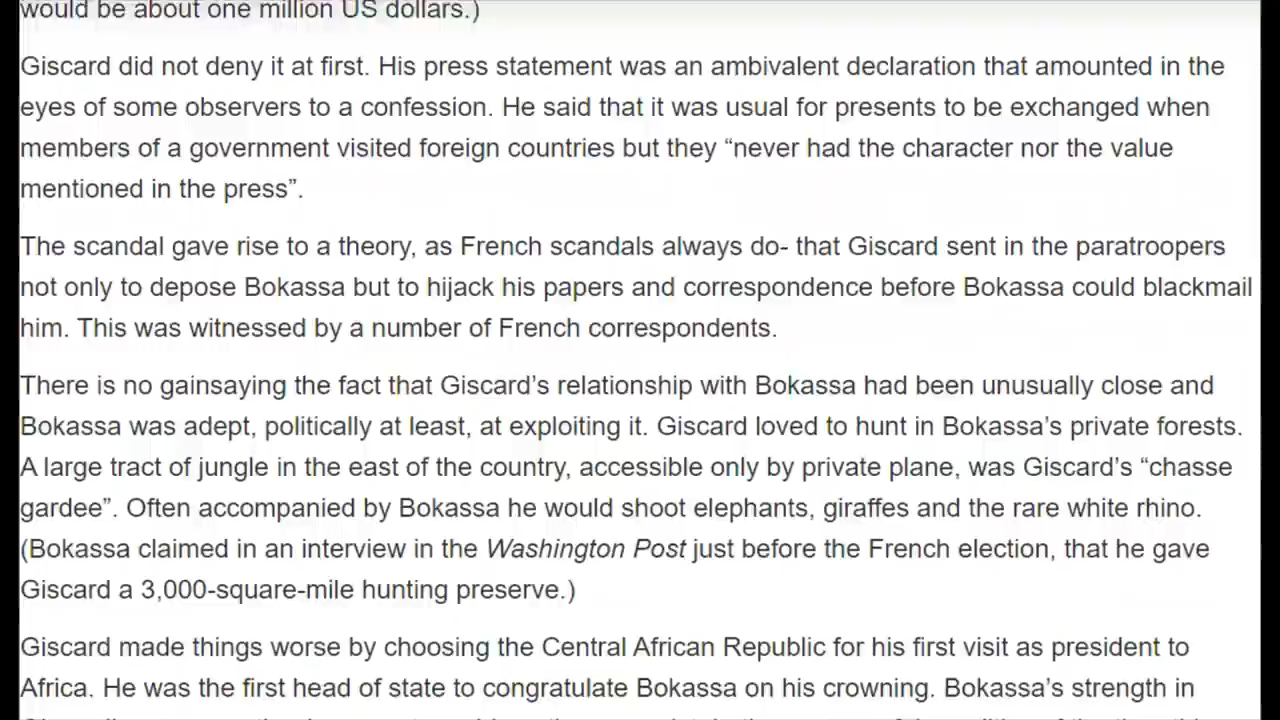 would be about one million US dollars.)
Giscard did not deny it at first. His press statement was an ambivalent declaration that amounted in the
eyes of some observers to a confession. He said that it was usual for presents to be exchanged when
members of a government visited foreign countries but they “never had the character nor the value
mentioned in the press”.
The scandal gave rise to a theory, as French scandals always do- that Giscard sent in the paratroopers
not only to depose Bokassa but to hijack his papers and correspondence before Bokassa could blackmail
him. This was witnessed by a number of French correspondents.
There is no gainsaying the fact that Giscard’s relationship with Bokassa had been unusually close and
Bokassa was adept, politically at least, at exploiting it. Giscard loved to hunt in Bokassa’s private forests.
A large tract of jungle in the east of the country, accessible only by private plane, was Giscard’s “chasse
gardee”. Often accompanied by Bokassa he would shoot elephants, giraffes and the rare white rhino.
(Bokassa claimed in an interview in the Washington Post just before the French election, that he gave
Giscard a 3,000-square-mile hunting preserve.)
Giscard made things worse by choosing the Central African Republic for his first visit as president to
Africa. He was the first head of state to congratulate Bokassa on his crowning. Bokassa’s strength in